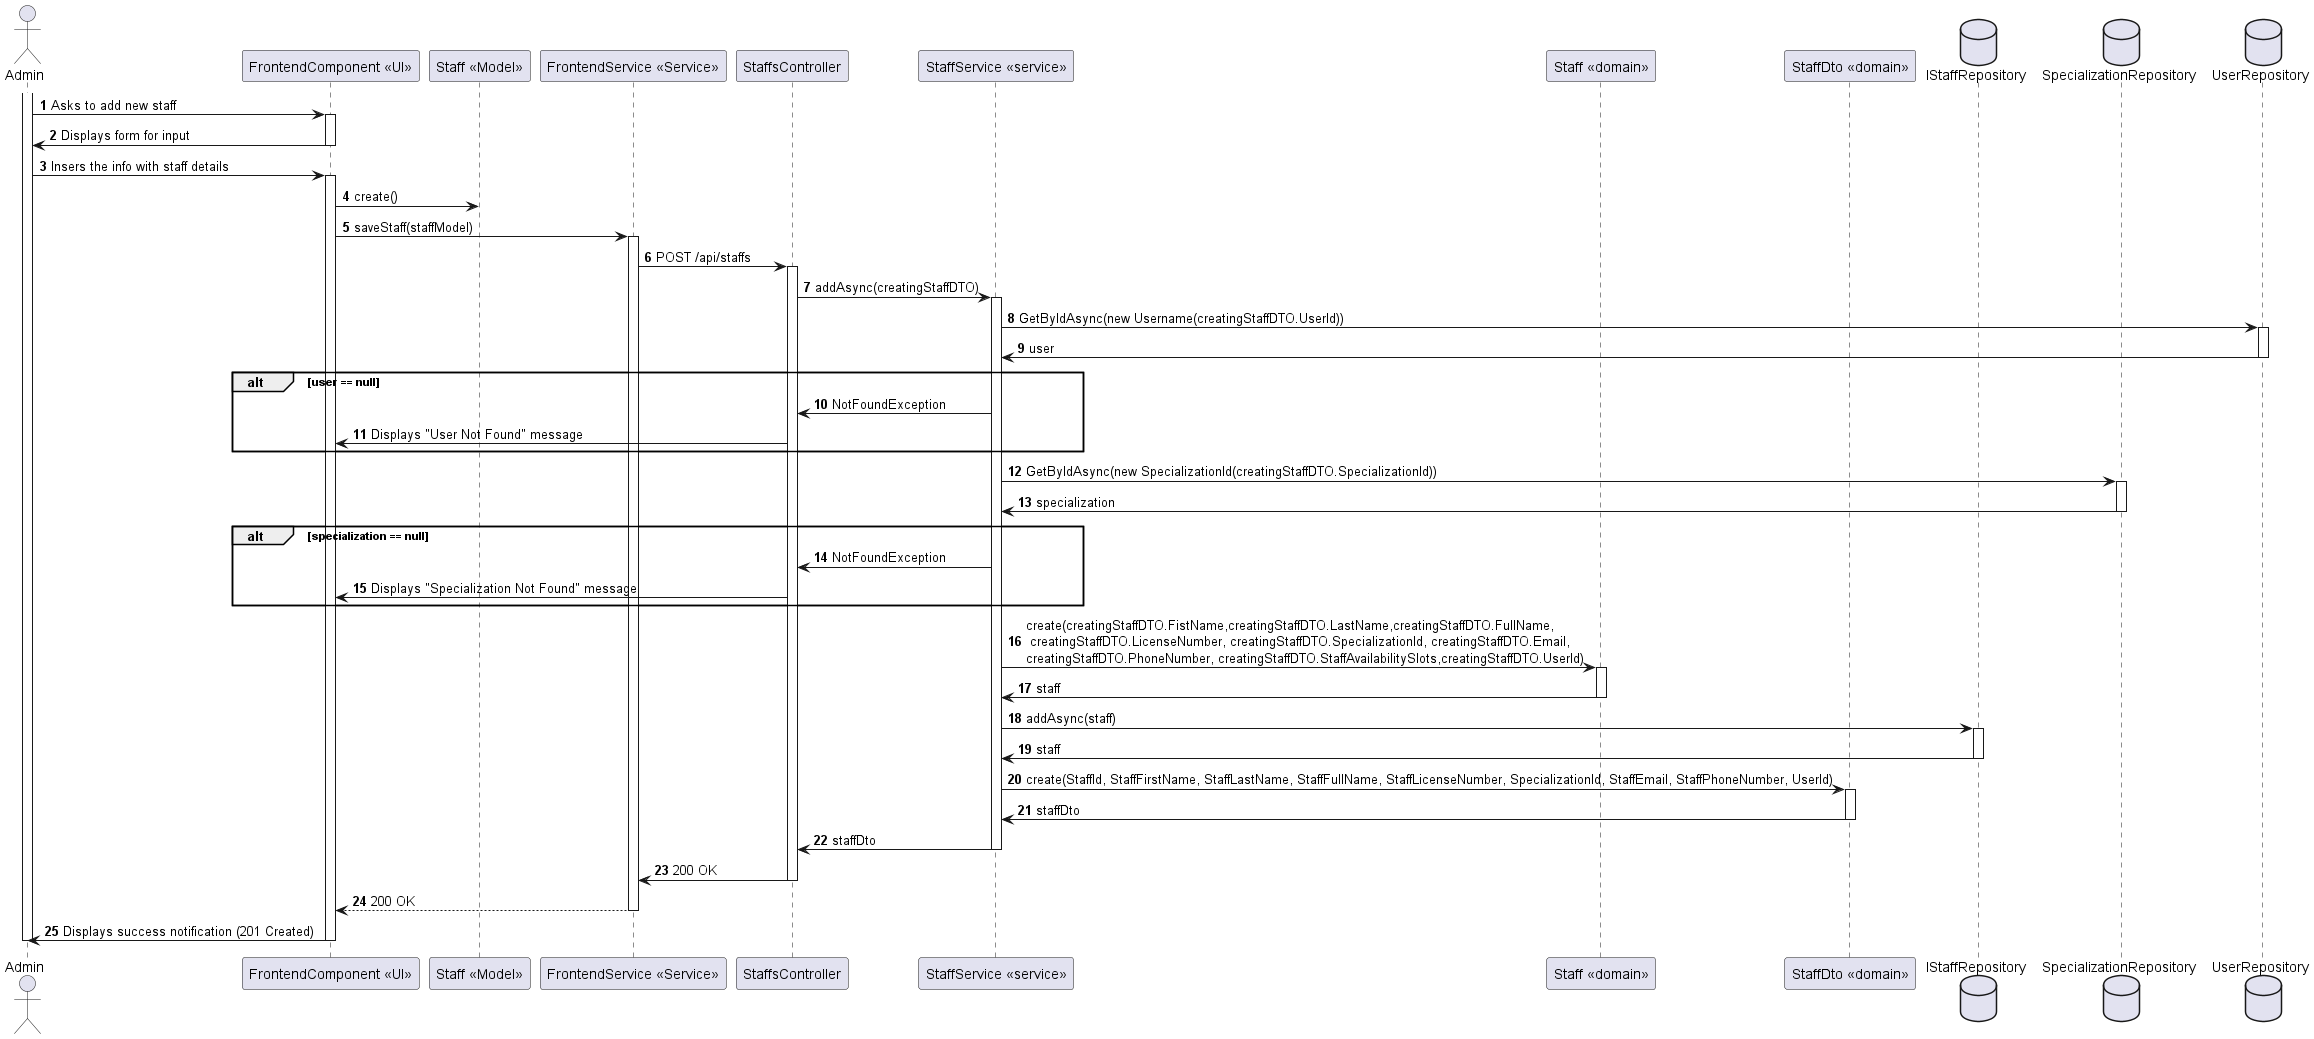 Admin
FrontendComponent «UI»
Staff «Model»
FrontendService «Service»
StaffsController
StaffService «service»
Staff «domain»
StaffDto «domain»
IStaffRepository
SpecializationRepository
UserRepository
1 Asks to add new staff
2 Displays form for input
3 Insers the info with staff details
4 create()
5 saveStaff(staffModel)
6 POST /api/staffs
7 addAsync(creatingStaffDTO)
8 GetByIdAsync(new Username(creatingStaffDTO.UserId))
9 user
alt [user == null]
10 NotFoundException
11 Displays "User Not Found" message
12 GetByIdAsync(new SpecializationId(creatingStaffDTO.SpecializationId))
13 specialization
alt [specialization == null]
14 NotFoundException
15 Displays "Specialization Not Found" message
create(creatingStaffDTO.FistName,creatingStaffDTO.LastName,creatingStaffDTO.FullName,
16 creatingStaffDTO.LicenseNumber, creatingStaffDTO.SpecializationId, creatingStaffDTO.Email,
creatingStaffDTO.PhoneNumber, creatingStaffDTO.StaffAvailabilitySlots,creatingStaffDTO.UserId)
17 staff
18 addAsync(staff)
19 staff
20 create(StaffId, StaffFirstName, StaffLastName, StaffFullName, StaffLicenseNumber, SpecializationId, StaffEmail, StaffPhoneNumber, UserId)
21 staffDto
22 staffDto
23 200 OK
24 200 OK
25 Displays success notification (201 Created)
Admin
FrontendComponent «UI»
Staff «Model»
FrontendService «Service»
StaffsController
StaffService «service»
Staff «domain»
StaffDto «domain»
IStaffRepository
SpecializationRepository
UserRepository